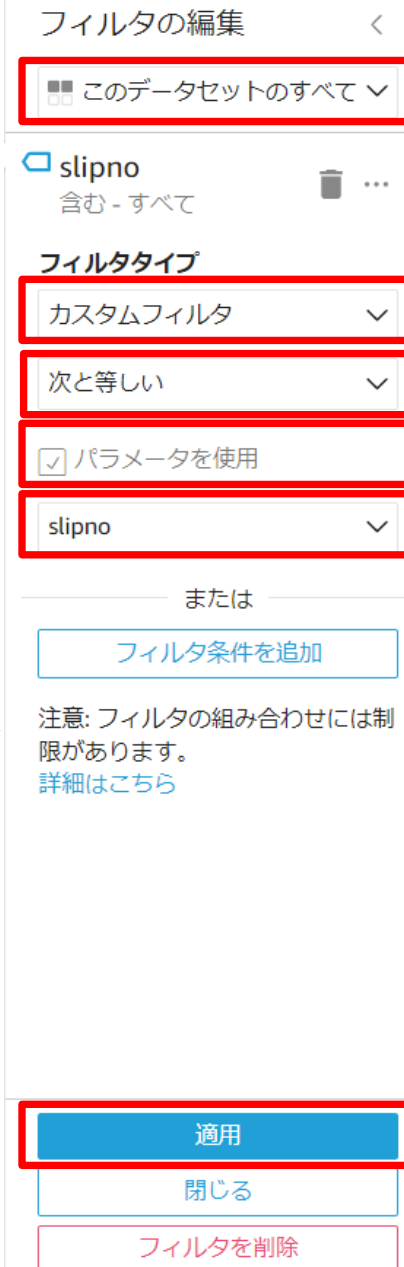 フィルタの編集
このデータセットのすべて
slipno
含む - すべて
フィルタタイプ
カスタムフィルタ
次と等しい
パラメータを使用
slipno
または
フィルタ条件を追加
注意: フィルタの組み合わせには制
限があります。
詳細はこちら
適用
閉じる
フィルタを削除